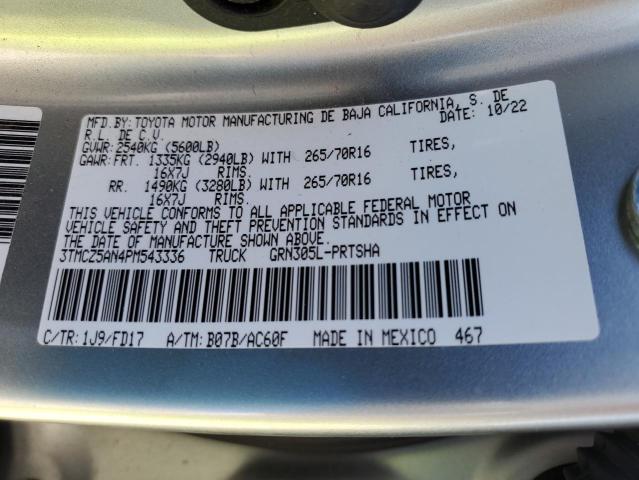 MFD.BY: TOYOTA MOTOR MANUFACTURING DE BAJA CALIFORNIA, S. DE
R.L. DE C.V. DATE: 10/22
GVWR: 2540KG (5600LB)
GAWR: FRT. 1335KG (2940LB) WITH 265/70R16 TIRES,
16X7J RIMS.
RR. 1490KG (3280LB) WITH 265/70R16 TIRES,
16X7J RIMS.
THIS VEHICLE CONFORMS TO ALL APPLICABLE FEDERAL MOTOR
VEHICLE SAFETY AND THEFT PREVENTION STANDARDS IN EFFECT ON
THE DATE OF MANUFACTURE SHOWN ABOVE.
3TMCZ5AN4PM543336 TRUCK GRN305L-PRTSHA
C/TR: 1J9/FD17 A/TM: B07B/AC60F MADE IN MEXICO 467